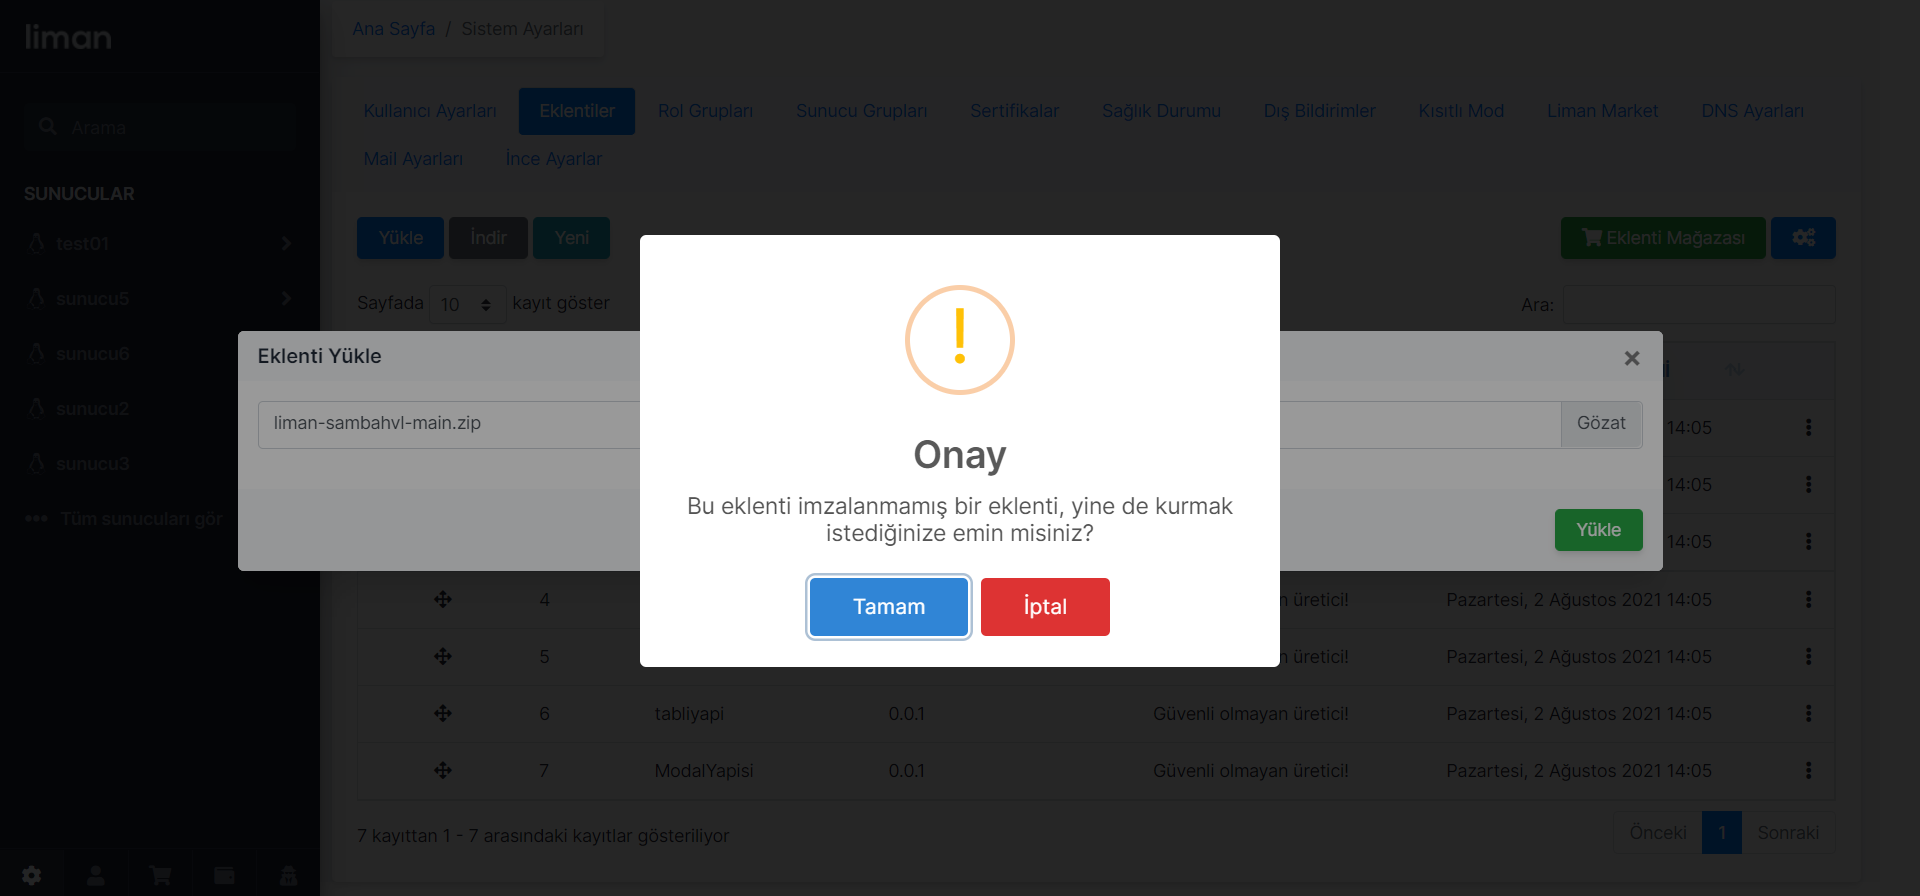 liman
Ana Sayfa / Sistem Ayarları
Arama
Kullanıcı Ayarları Eklentiler Rol Grupları Sunucu Grupları Sertifikalar Sağlık Durumu Dış Bildirimler Kısıtlı Mod Liman Market DNS Ayarları
Mail Ayarları İnce Ayarlar
SUNUCULAR
test01
sunucu5
sunucu6
sunucu2
sunucu3
Tüm sunucuları gör
Yükle İndir Yeni Eklenti Mağazası
Sayfada 10 kayıt göster Ara:
Eklenti Yükle ×
liman-sambahvl-main.zip Gözat
Yükle
Onay
Bu eklenti imzalanmamış bir eklenti, yine de kurmak
istediğinize emin misiniz?
Tamam İptal
14:05
14:05
14:05
4 üretici! Pazartesi, 2 Ağustos 2021 14:05
5 üretici! Pazartesi, 2 Ağustos 2021 14:05
6 tabliyapi 0.0.1 Güvenli olmayan üretici! Pazartesi, 2 Ağustos 2021 14:05
7 ModalYapisi 0.0.1 Güvenli olmayan üretici! Pazartesi, 2 Ağustos 2021 14:05
7 kayıttan 1 - 7 arasındaki kayıtlar gösteriliyor Önceki 1 Sonraki